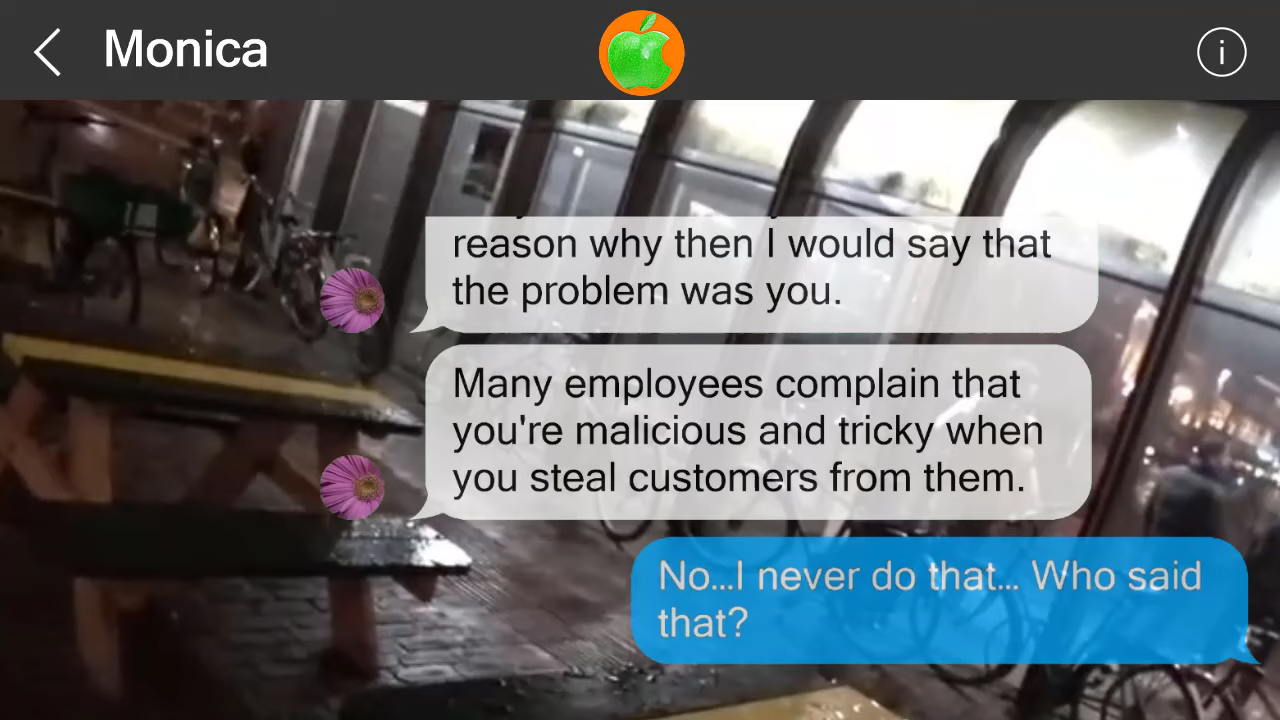 Monica
i
reason why then I would say that
the problem was you.
Many employees complain that
you're malicious and tricky when
you steal customers from them.
No...I never do that... Who said
that?